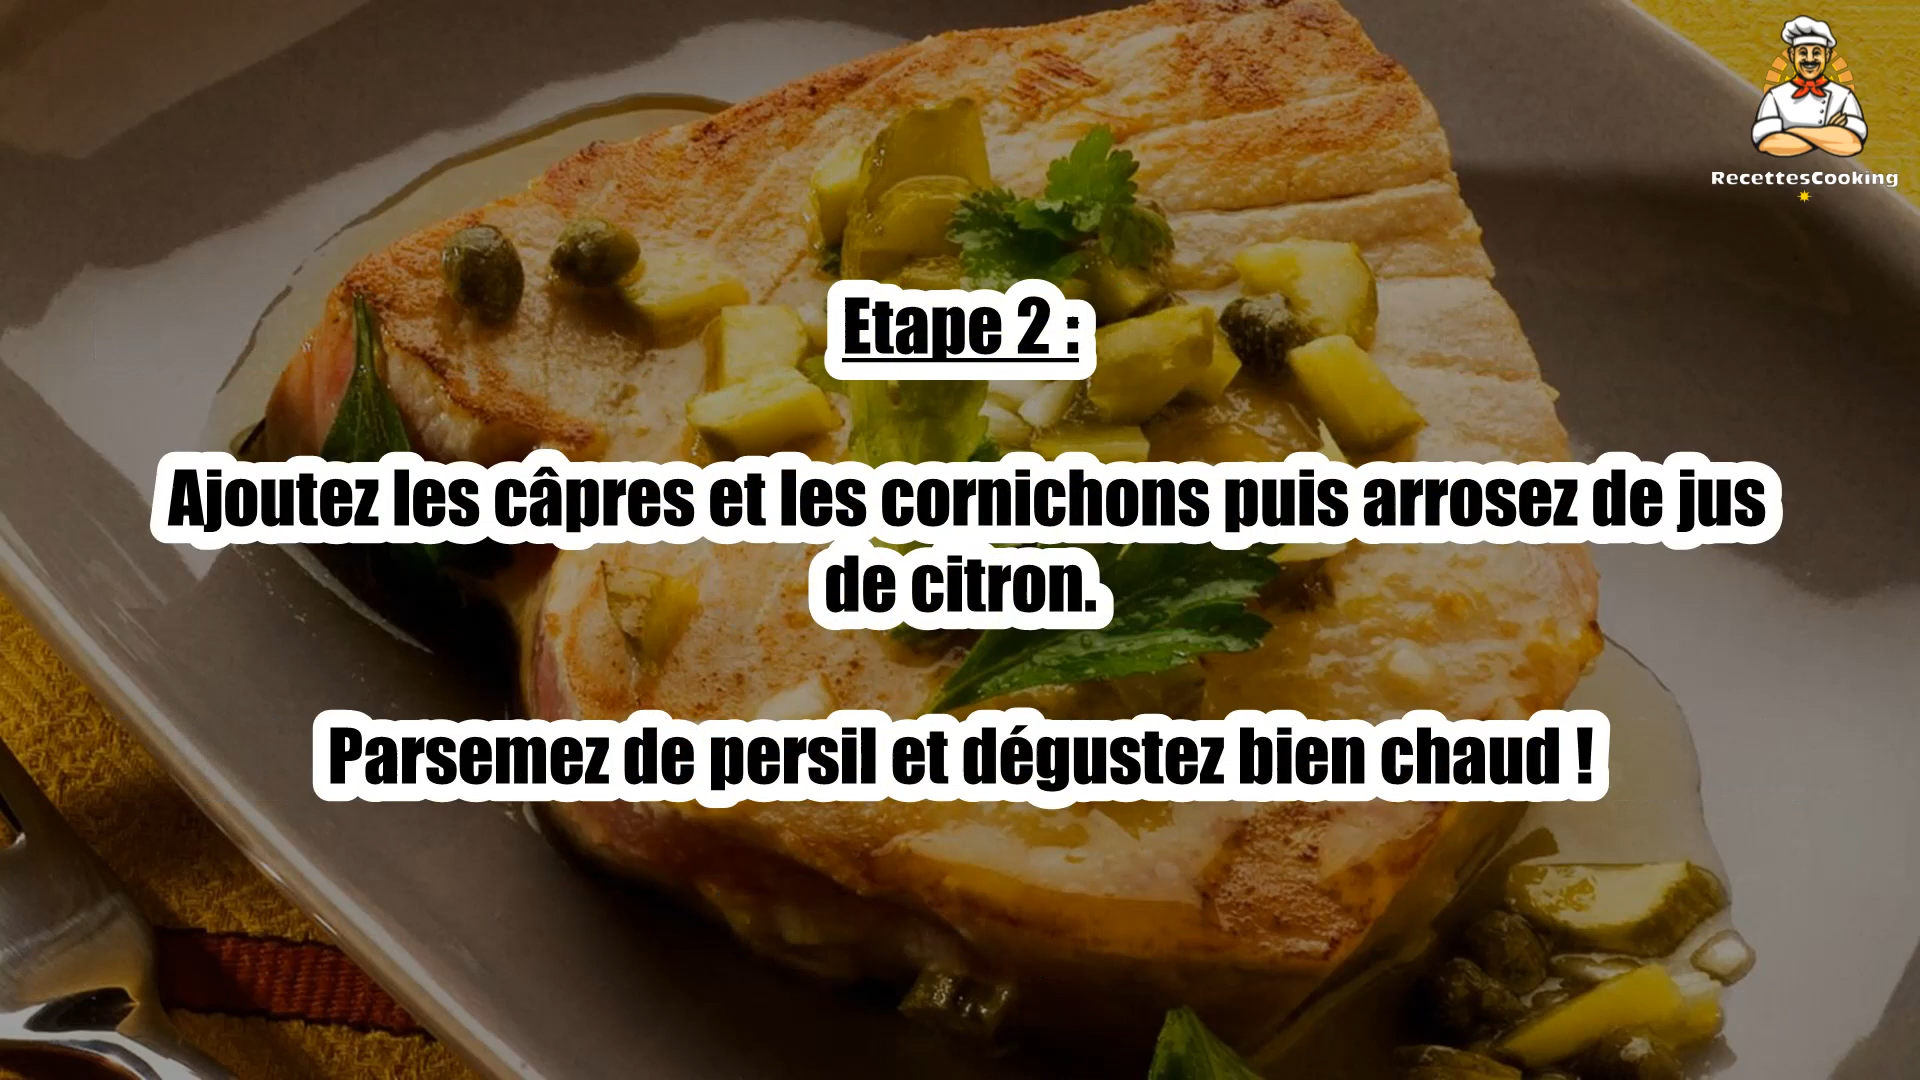 RecettesCooking
Etape 2 :
Ajoutez les câpres et les cornichons puis arrosez de jus
de citron.
Parsemez de persil et dégustez bien chaud !